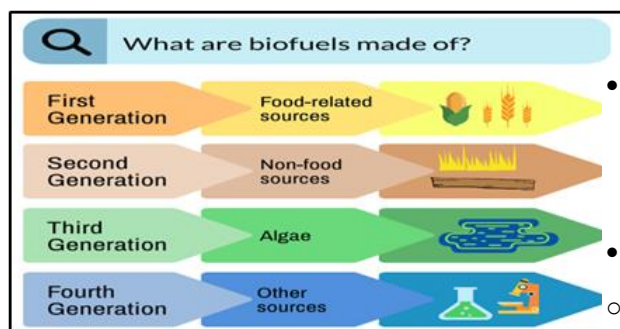 What are biofuels made of?
First
Generation
Food-related
sources
Second
Generation
Non-food
sources
Third
Generation
Algae
Fourth
Generation
Other
sources